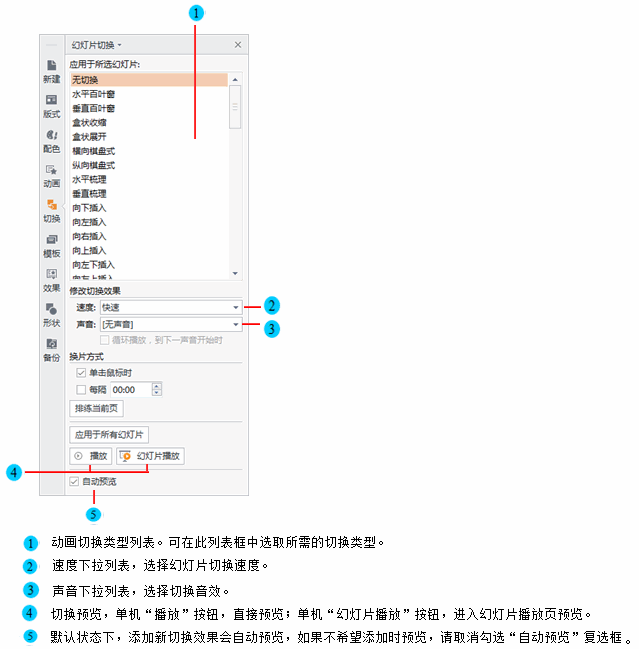 1
幻灯片切换
应用于所选幻灯片:
无切换
水平百叶窗
垂直百叶窗
盒状收缩
盒状展开
横向棋盘式
纵向棋盘式
水平梳理
垂直梳理
向下插入
向左插入
向右插入
向上插入
向左下插入
向左上插入
新建
版式
配色
动画
切换
模板
效果
形状
备份
修改切换效果
速度: 快速
2
声音: [无声音]
3
循环播放，到下一声音开始时
换片方式
单击鼠标时
每隔 00:00
排练当前页
应用于所有幻灯片
播放 幻灯片播放
4
自动预览
5
1 动画切换类型列表。可在此列表框中选取所需的切换类型。
2 速度下拉列表，选择幻灯片切换速度。
3 声音下拉列表，选择切换音效。
4 切换预览，单机“播放”按钮，直接预览；单机“幻灯片播放”按钮，进入幻灯片播放页预览。
5 默认状态下，添加新切换效果会自动预览，如果不希望添加时预览，请取消勾选“自动预览”复选框。